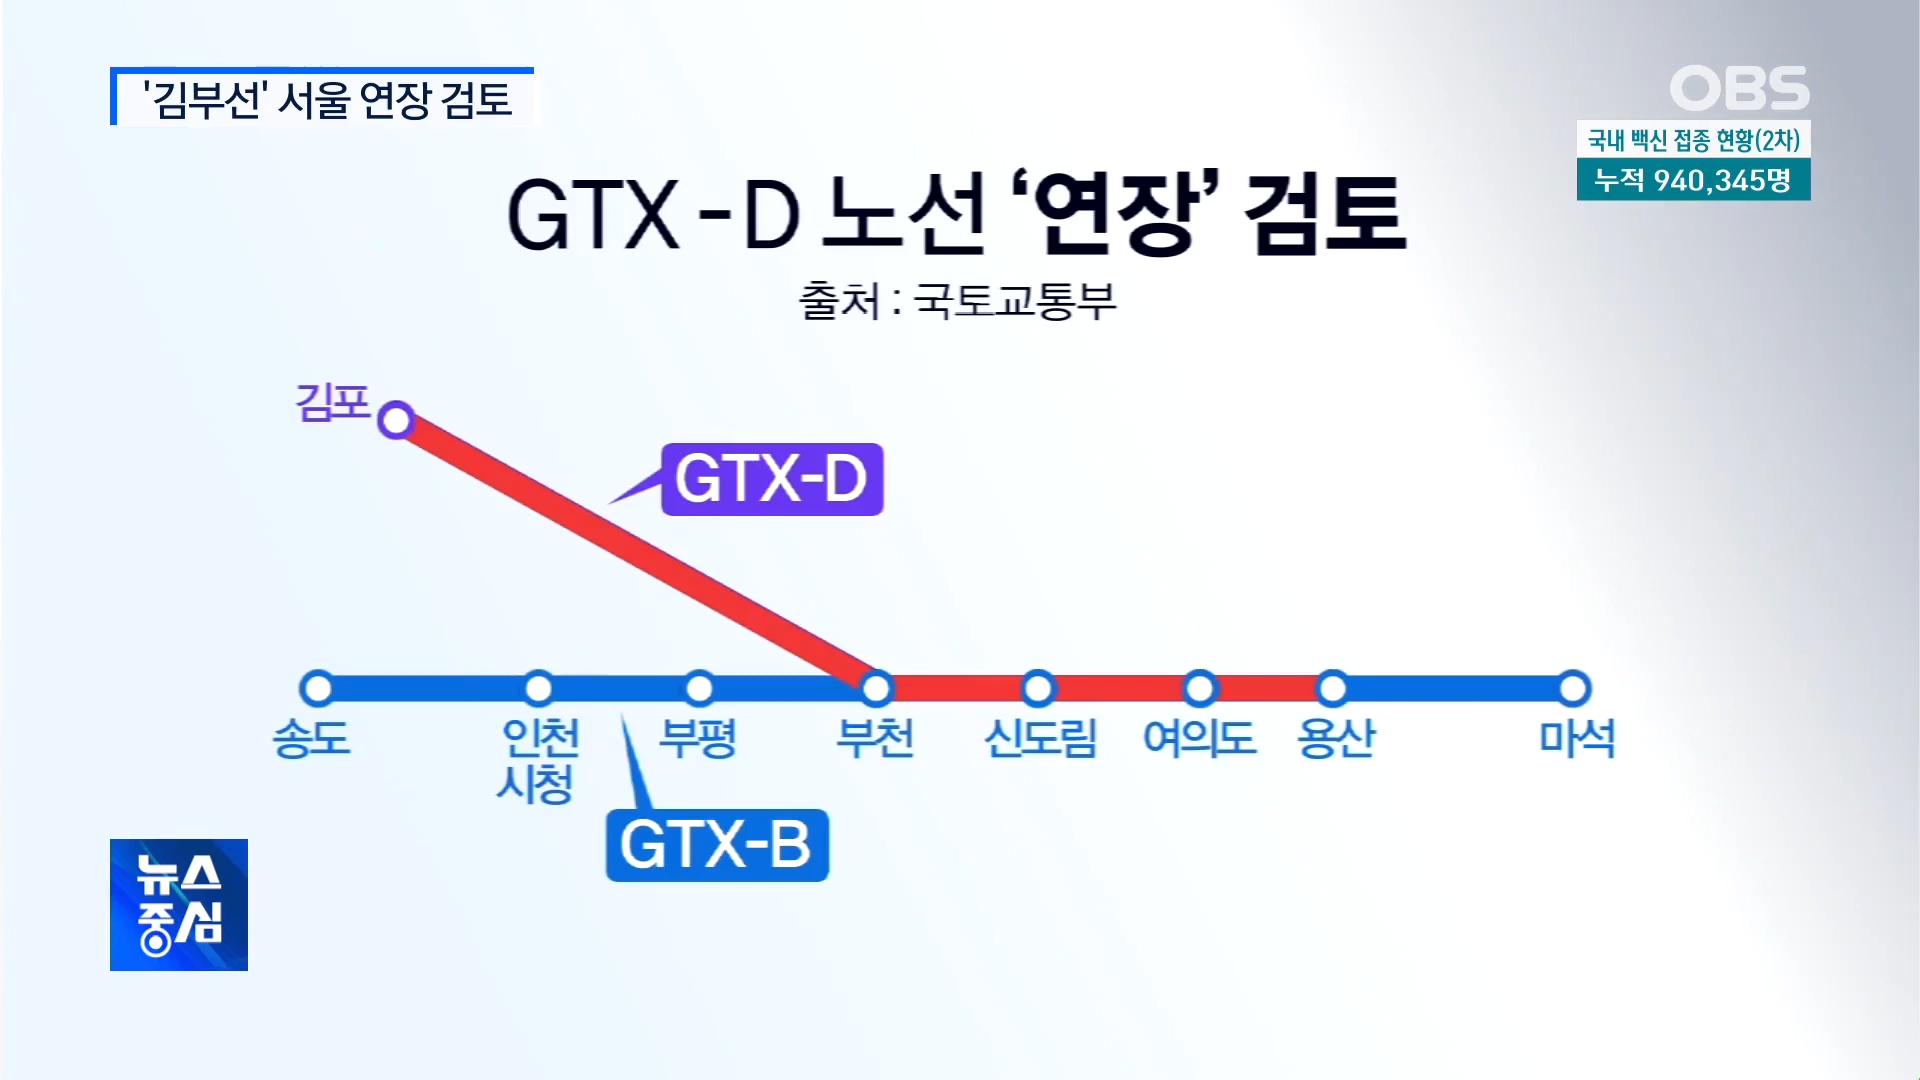 '김부선' 서울 연장 검토
OBS
국내 백신 접종 현황(2차)
누적 940,345명
GTX-D 노선 ‘연장’ 검토
출처 : 국토교통부
김포
GTX-D
송도
인천
시청
부평
부천
신도림
여의도
용산
마석
GTX-B
뉴스
중심